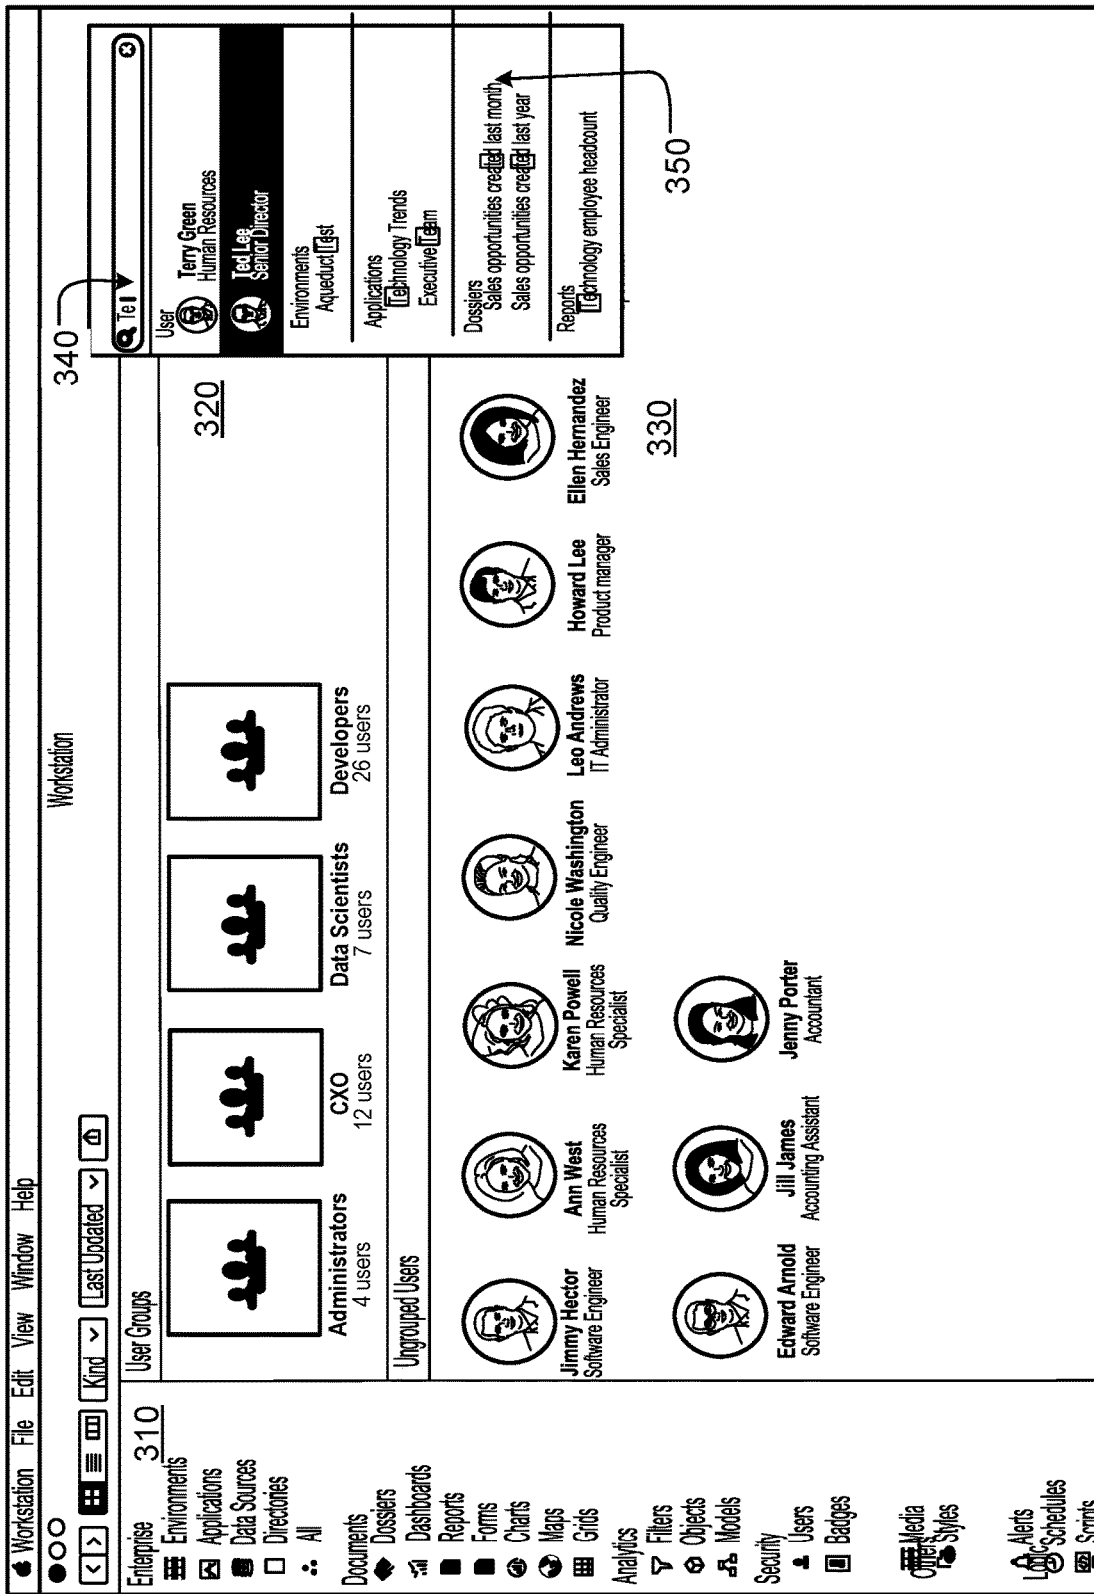 Workstation File Edit View Window Help
Workstation
Kind
Last Updated
340
Te
Enterprise
310
Environments
Applications
Data Sources
Directories
All
Documents
Dossiers
Dashboards
Reports
Forms
Charts
Maps
Grids
Analytics
Filters
Objects
Models
Security
Users
Badges
Media
Others
Styles
Alerts
Logic
Schedules
Scripts
User Groups
Administrators
4 users
CXO
12 users
Data Scientists
7 users
Developers
26 users
320
Ungrouped Users
Jimmy Hector
Software Engineer
Ann West
Human Resources
Specialist
Karen Powell
Human Resources
Specialist
Nicole Washington
Quality Engineer
Leo Andrews
IT Administrator
Howard Lee
Product manager
Ellen Hernandez
Sales Engineer
330
Edward Arnold
Software Engineer
Jill James
Accounting Assistant
Jenny Porter
Accountant
User
Terry Green
Human Resources
Ted Lee
Senior Director
Environments
Aqueduct Test
Applications
Technology Trends
Executive Team
Dossiers
Sales opportunities created last month
Sales opportunities created last year
Reports
Technology employee headcount
350